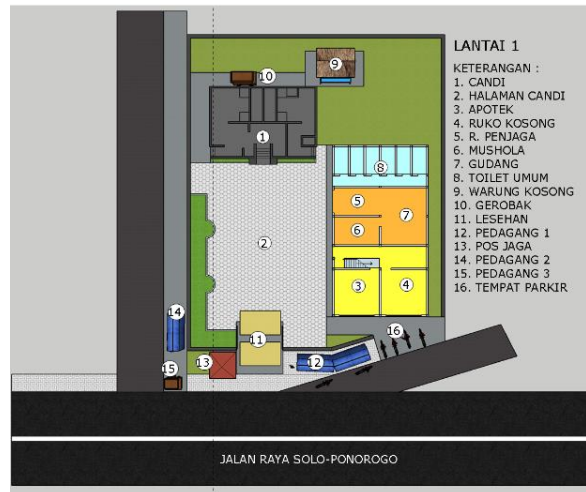 LANTAI 1
KETERANGAN :
1. CANDI
2. HALAMAN CANDI
3. APOTEK
4. RUKO KOSONG
5. R. PENJAGA
6. MUSHOLA
7. GUDANG
8. TOILET UMUM
9. WARUNG KOSONG
10. GEROBAK
11. LESEHAN
12. PEDAGANG 1
13. POS JAGA
14. PEDAGANG 2
15. PEDAGANG 3
16. TEMPAT PARKIR
9
10
1
8
5
7
6
2
3
4
14
11
16
13
12
15
JALAN RAYA SOLO-PONOROGO